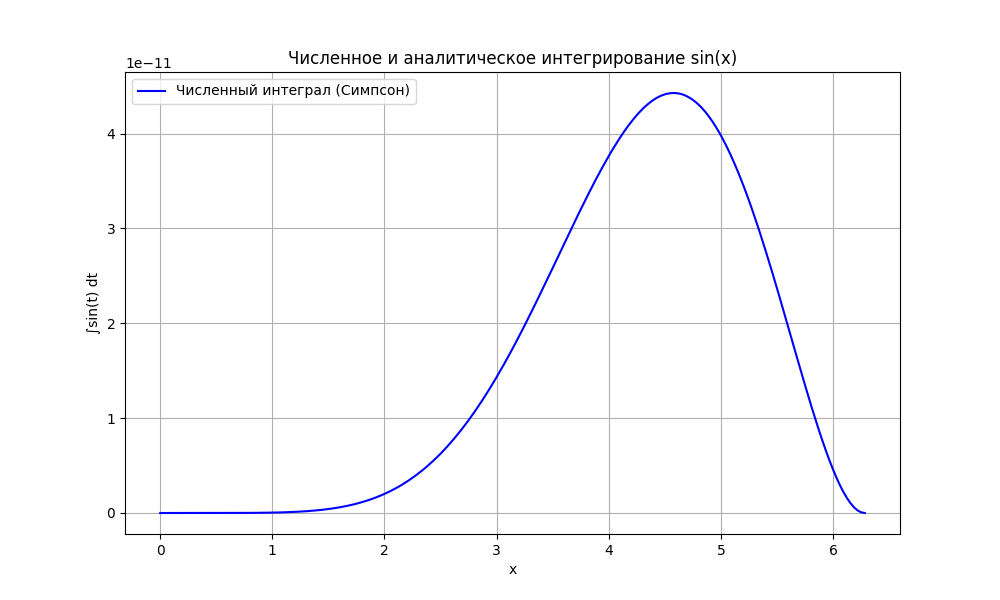 Численное и аналитическое интегрирование sin(x)
1e−11
Численный интеграл (Симпсон)
4
3
2
1
0
∫sin(t) dt
0 1 2 3 4 5 6
x